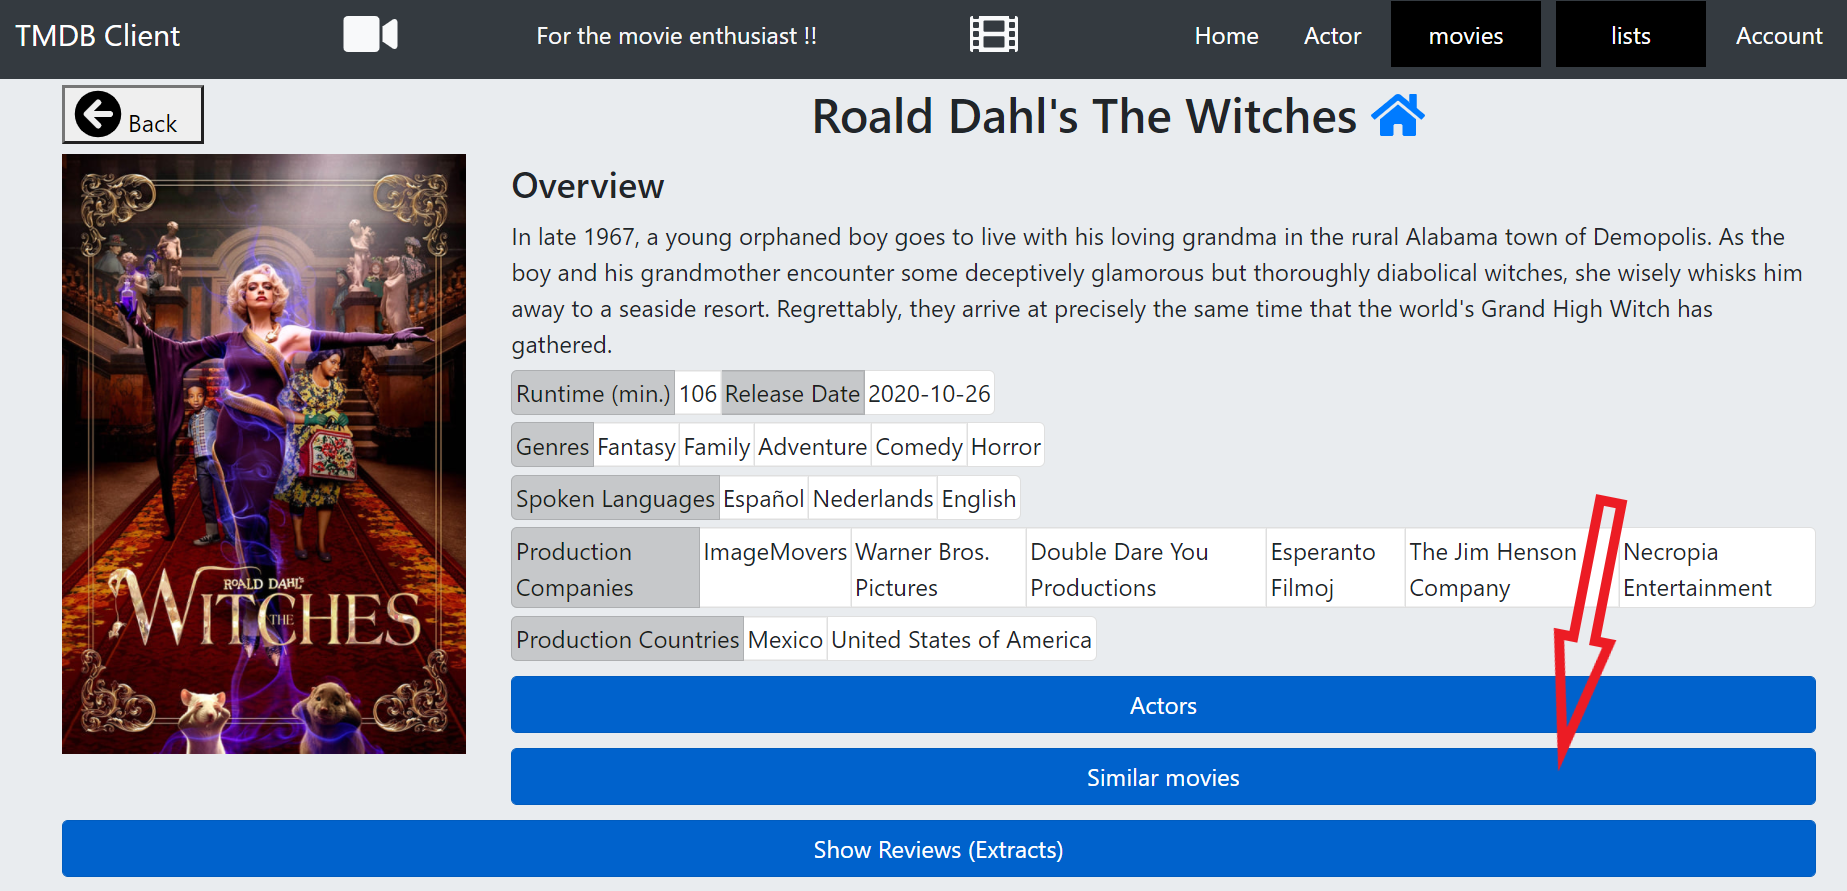 TMDB Client
For the movie enthusiast !!
Home Actor movies lists Account
Back
Roald Dahl's The Witches
ROALD DAHL'S
THE
WITCHES
Overview
In late 1967, a young orphaned boy goes to live with his loving grandma in the rural Alabama town of Demopolis. As the
boy and his grandmother encounter some deceptively glamorous but thoroughly diabolical witches, she wisely whisks him
away to a seaside resort. Regrettably, they arrive at precisely the same time that the world's Grand High Witch has
gathered.
Runtime (min.) 106 Release Date 2020-10-26
Genres Fantasy Family Adventure Comedy Horror
Spoken Languages Español Nederlands English
Production Companies ImageMovers Warner Bros. Pictures Double Dare You Productions Esperanto Filmoj The Jim Henson Company Necropia Entertainment
Production Countries Mexico United States of America
Actors
Similar movies
Show Reviews (Extracts)